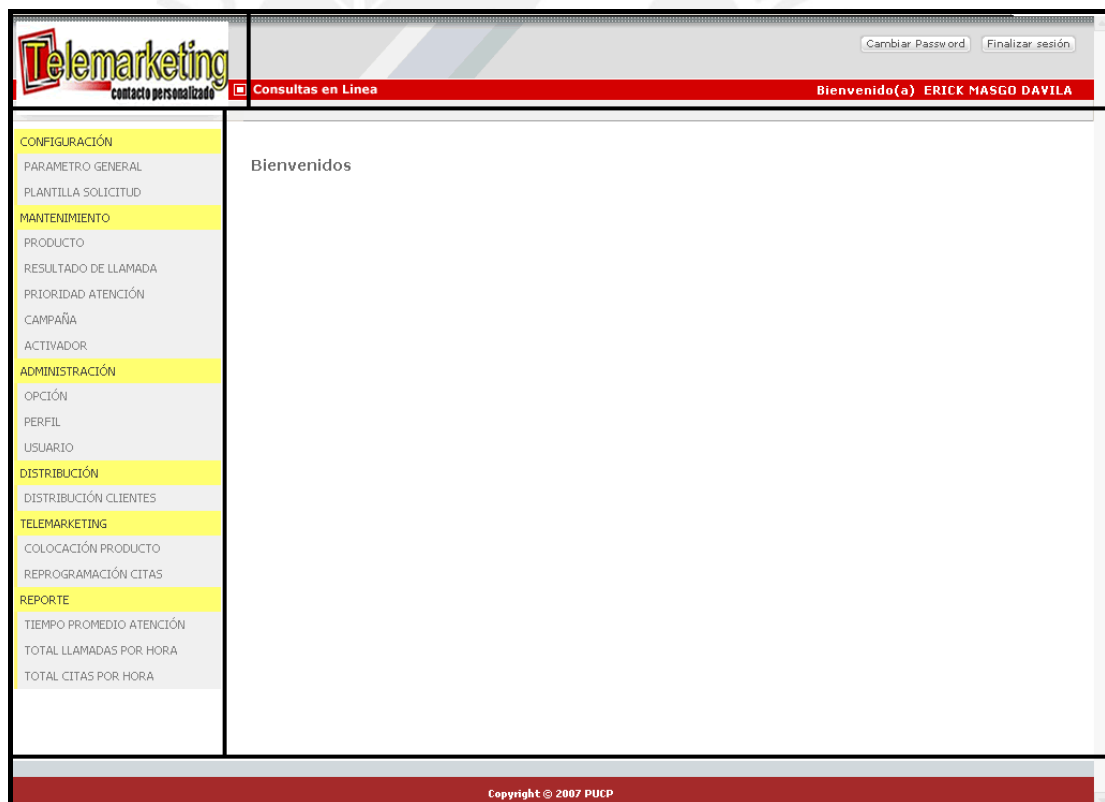 Telemarketing
contacto personalizado
Cambiar Password
Finalizar sesión
Consultas en Linea
Bienvenido(a) ERICK MASGO DAVILA
CONFIGURACIÓN
PARAMETRO GENERAL
PLANTILLA SOLICITUD
MANTENIMIENTO
PRODUCTO
RESULTADO DE LLAMADA
PRIORIDAD ATENCIÓN
CAMPAÑA
ACTIVADOR
ADMINISTRACIÓN
OPCIÓN
PERFIL
USUARIO
DISTRIBUCIÓN
DISTRIBUCIÓN CLIENTES
TELEMARKETING
COLOCACIÓN PRODUCTO
REPROGRAMACIÓN CITAS
REPORTE
TIEMPO PROMEDIO ATENCIÓN
TOTAL LLAMADAS POR HORA
TOTAL CITAS POR HORA
Bienvenidos
Copyright © 2007 PUCP